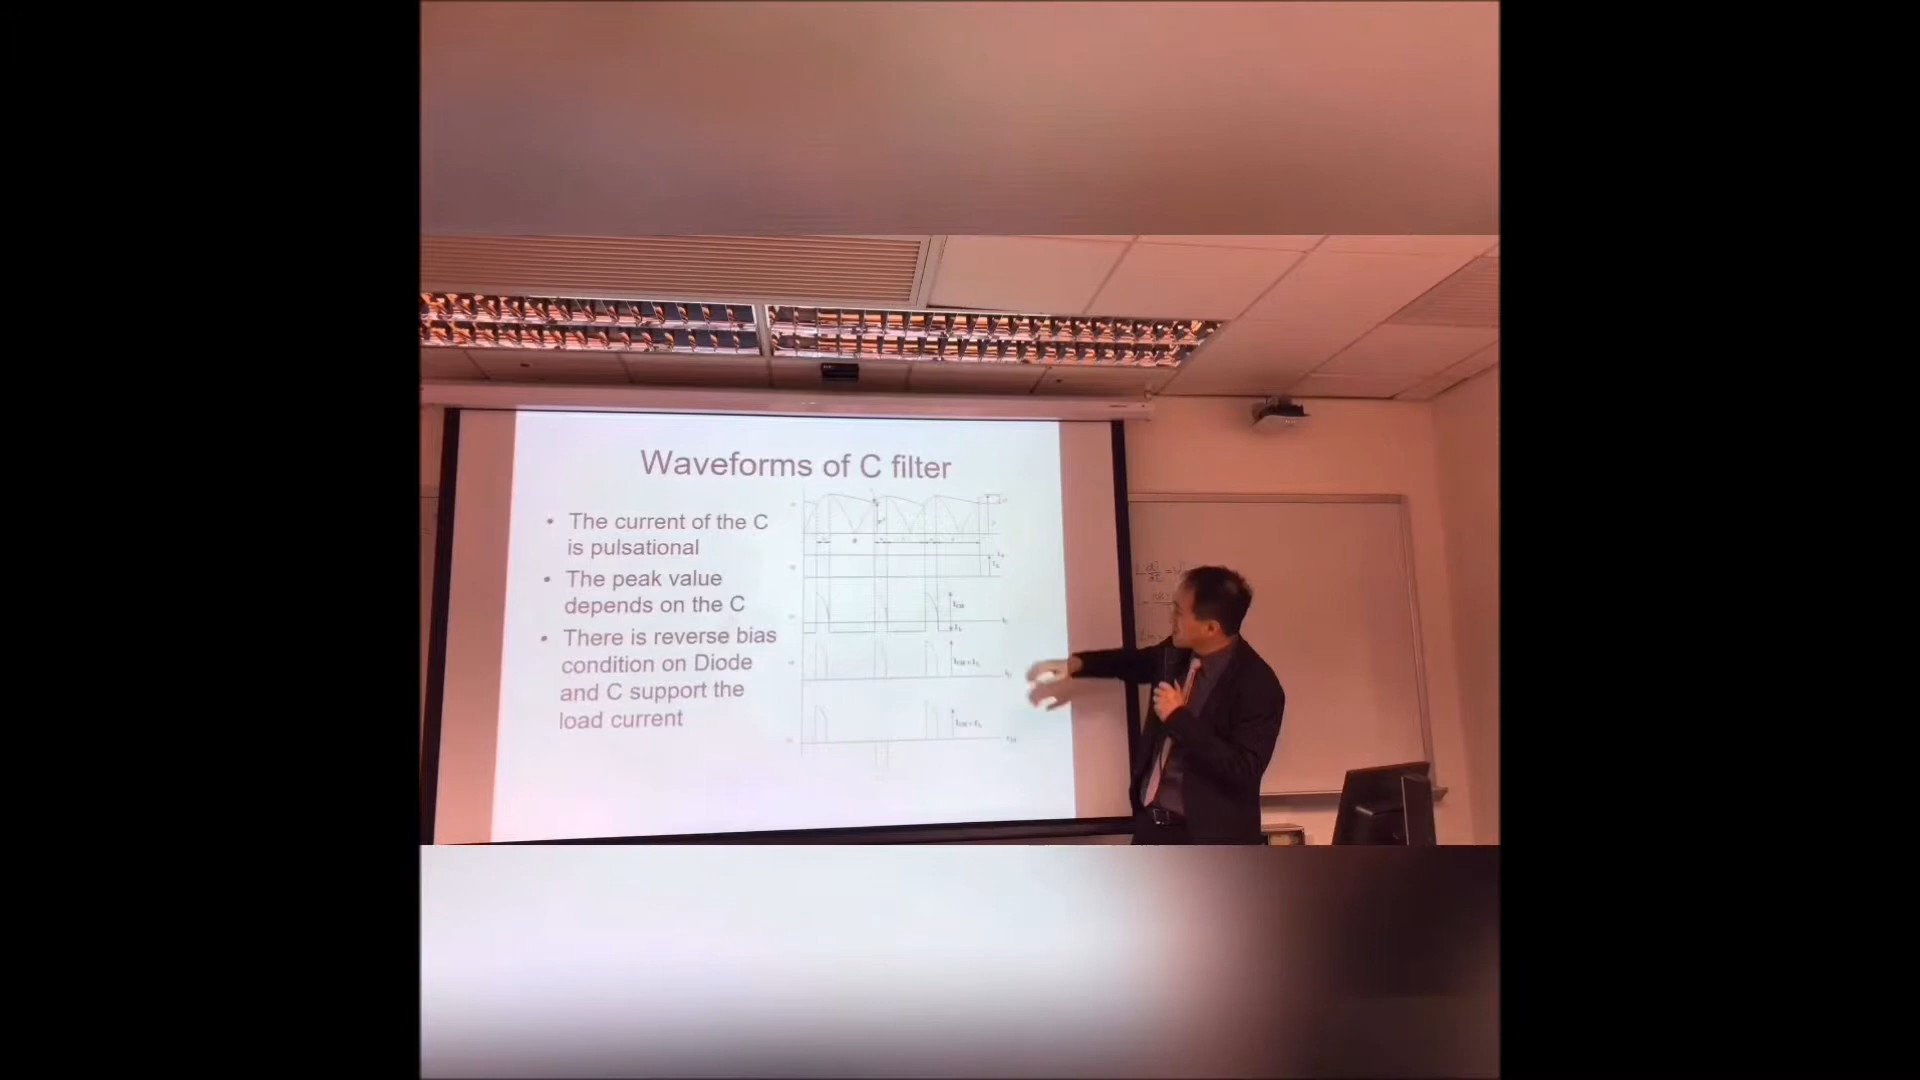 Waveforms of C filter
• The current of the C
is pulsational
• The peak value
depends on the C
• There is reverse bias
condition on Diode
and C support the
load current